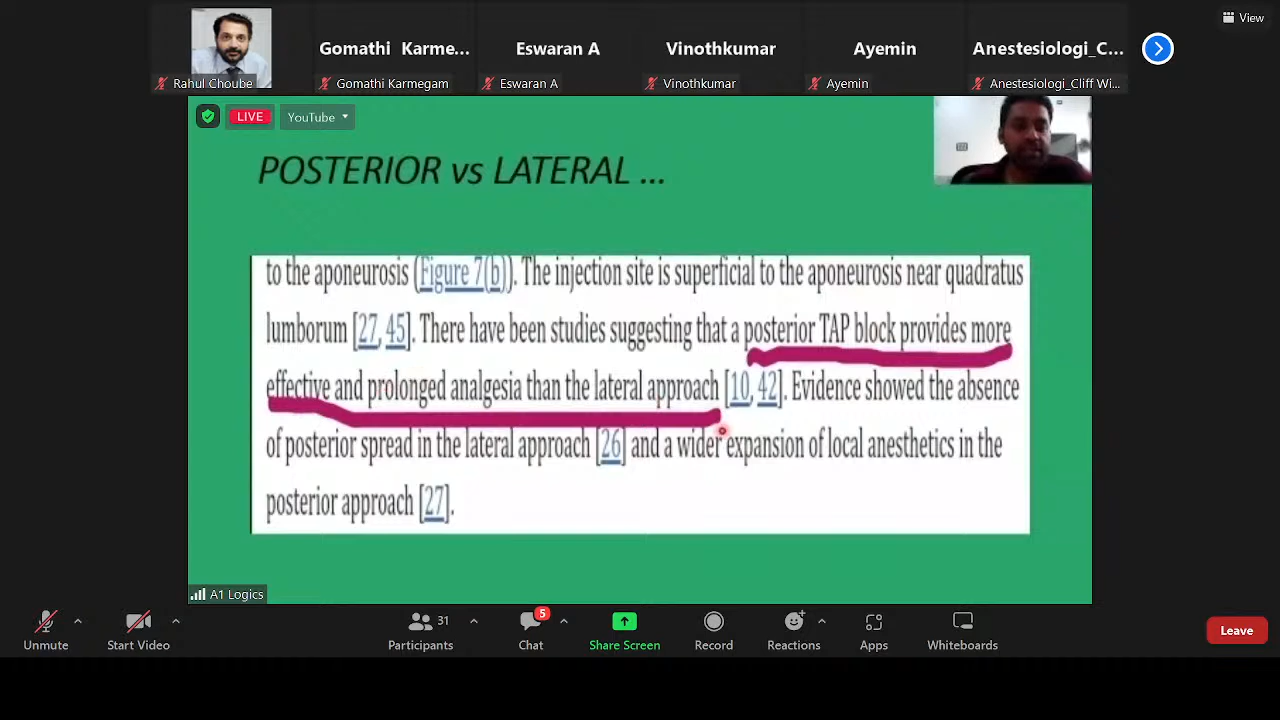 View
Gomathi Karme...
Eswaran A
Vinothkumar
Ayemin
Anestesiologi_C...
Rahul Choube
Gomathi Karmegam
Eswaran A
Vinothkumar
Ayemin
Anestesiologi_Cliff Wi...
LIVE
YouTube
POSTERIOR vs LATERAL ...
to the aponeurosis (Figure 7(b)). The injection site is superficial to the aponeurosis near quadratus
lumborum [27, 45]. There have been studies suggesting that a posterior TAP block provides more
effective and prolonged analgesia than the lateral approach [10, 42]. Evidence showed the absence
of posterior spread in the lateral approach [26] and a wider expansion of local anesthetics in the
posterior approach [27].
A1 Logics
31
5
Unmute
Start Video
Participants
Chat
Share Screen
Record
Reactions
Apps
Whiteboards
Leave